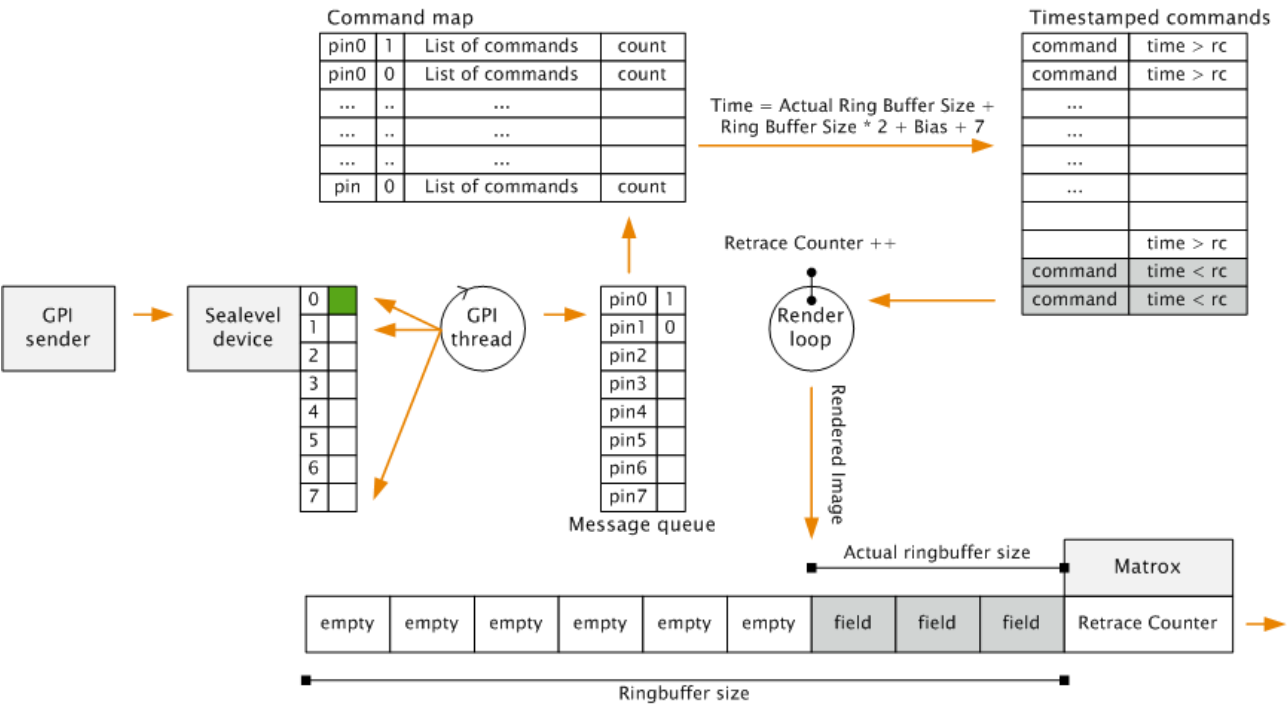 Command map
pin0 1 List of commands count
pin0 0 List of commands count
... .. ...
... .. ...
... .. ...
pin 0 List of commands count
Time = Actual Ring Buffer Size +
Ring Buffer Size * 2 + Bias + 7
Timestamped commands
command time > rc
command time > rc
...
...
...
...
time > rc
command time < rc
command time < rc
Retrace Counter ++
GPI
sender
Sealevel
device
0
1
2
3
4
5
6
7
GPI
thread
pin0 1
pin1 0
pin2
pin3
pin4
pin5
pin6
pin7
Message queue
Render
loop
Rendered Image
Actual ringbuffer size
Matrox
empty empty empty empty empty empty field field field Retrace Counter
Ringbuffer size